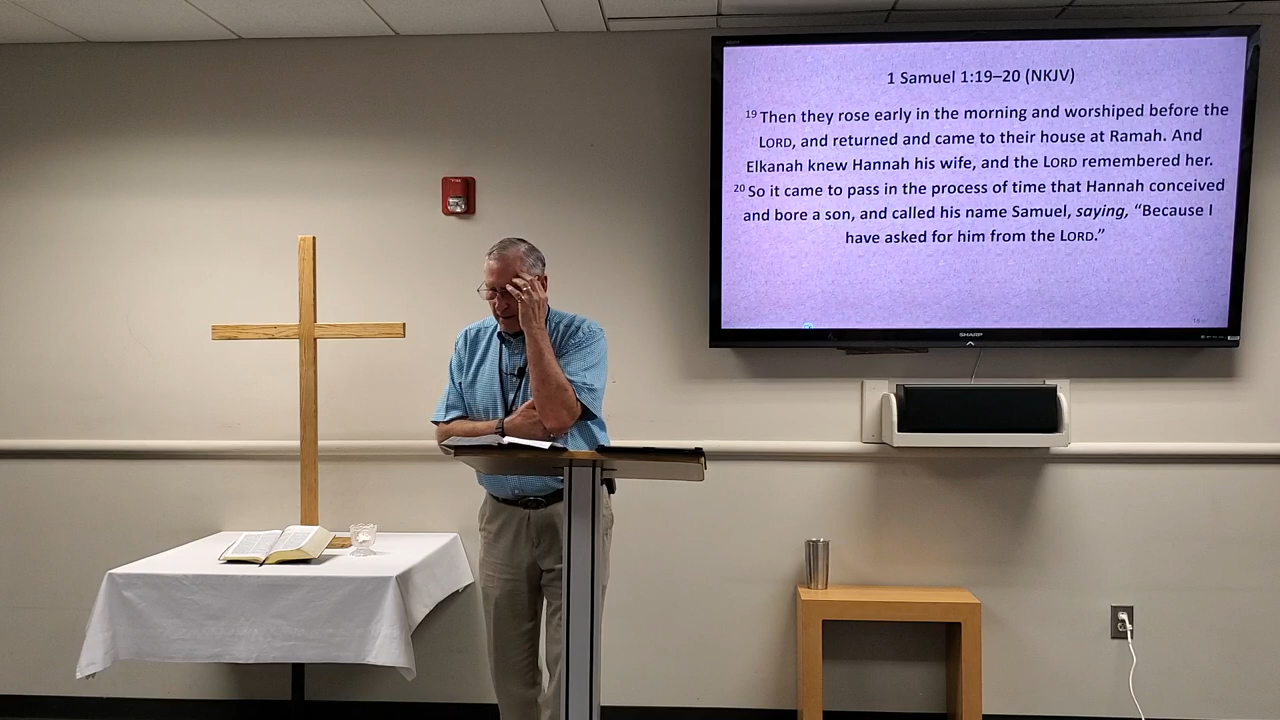 1 Samuel 1:19–20 (NKJV)
19 Then they rose early in the morning and worshiped before the
LORD, and returned and came to their house at Ramah. And
Elkanah knew Hannah his wife, and the LORD remembered her.
20 So it came to pass in the process of time that Hannah conceived
and bore a son, and called his name Samuel, saying, “Because I
have asked for him from the LORD.”
SHARP
FIRE